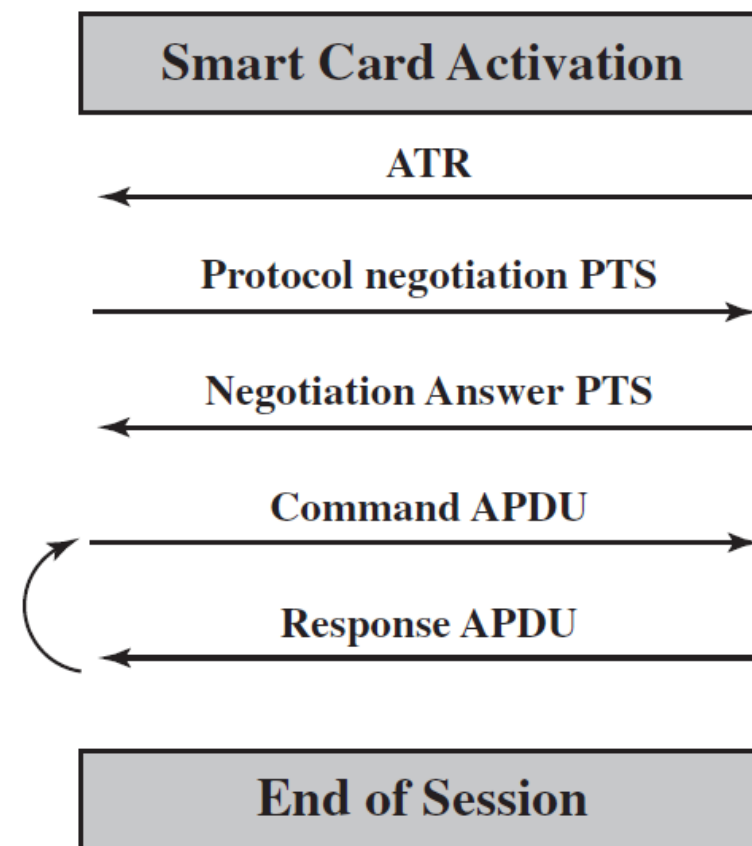 Smart Card Activation
ATR
Protocol negotiation PTS
Negotiation Answer PTS
Command APDU
Response APDU
End of Session